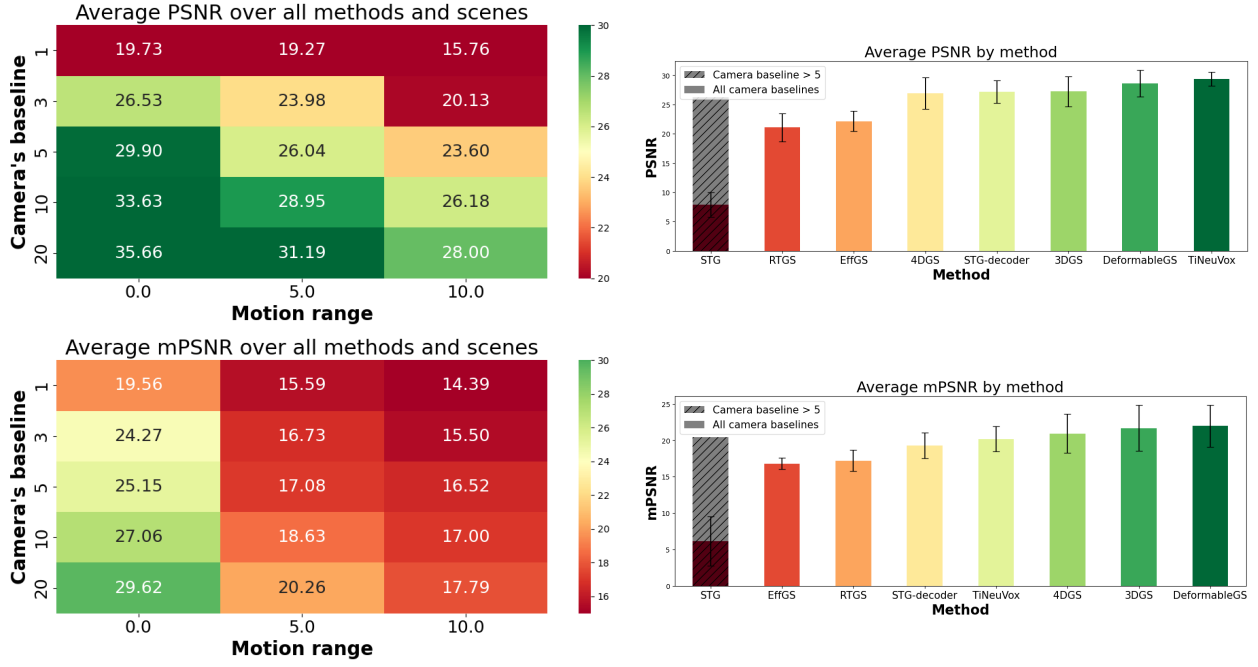 Average PSNR over all methods and scenes
Camera's baseline
1 19.73 19.27 15.76
3 26.53 23.98 20.13
5 29.90 26.04 23.60
10 33.63 28.95 26.18
20 35.66 31.19 28.00
0.0 5.0 10.0
Motion range
30
28
26
24
22
20
Average PSNR by method
Camera baseline > 5
All camera baselines
PSNR
30
25
20
15
10
5
0
STG RTGS EffGS 4DGS STG-decoder 3DGS DeformableGS TiNeuVox
Method
Average mPSNR over all methods and scenes
Camera's baseline
1 19.56 15.59 14.39
3 24.27 16.73 15.50
5 25.15 17.08 16.52
10 27.06 18.63 17.00
20 29.62 20.26 17.79
0.0 5.0 10.0
Motion range
30
28
26
24
22
20
18
16
Average mPSNR by method
Camera baseline > 5
All camera baselines
mPSNR
25
20
15
10
5
0
STG EffGS RTGS STG-decoder TiNeuVox 4DGS 3DGS DeformableGS
Method